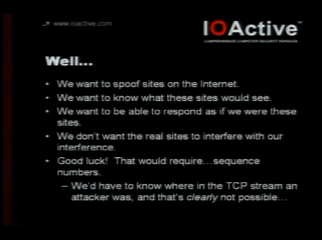 www.ioactive.com
IOActive™
COMPREHENSIVE COMPUTER SECURITY SERVICES
Well...
• We want to spoof sites on the Internet.
• We want to know what these sites would see.
• We want to be able to respond as if we were these
sites.
• We don't want the real sites to interfere with our
interference.
• Good luck! That would require...sequence
numbers.
– We'd have to know where in the TCP stream an
attacker was, and that's clearly not possible...